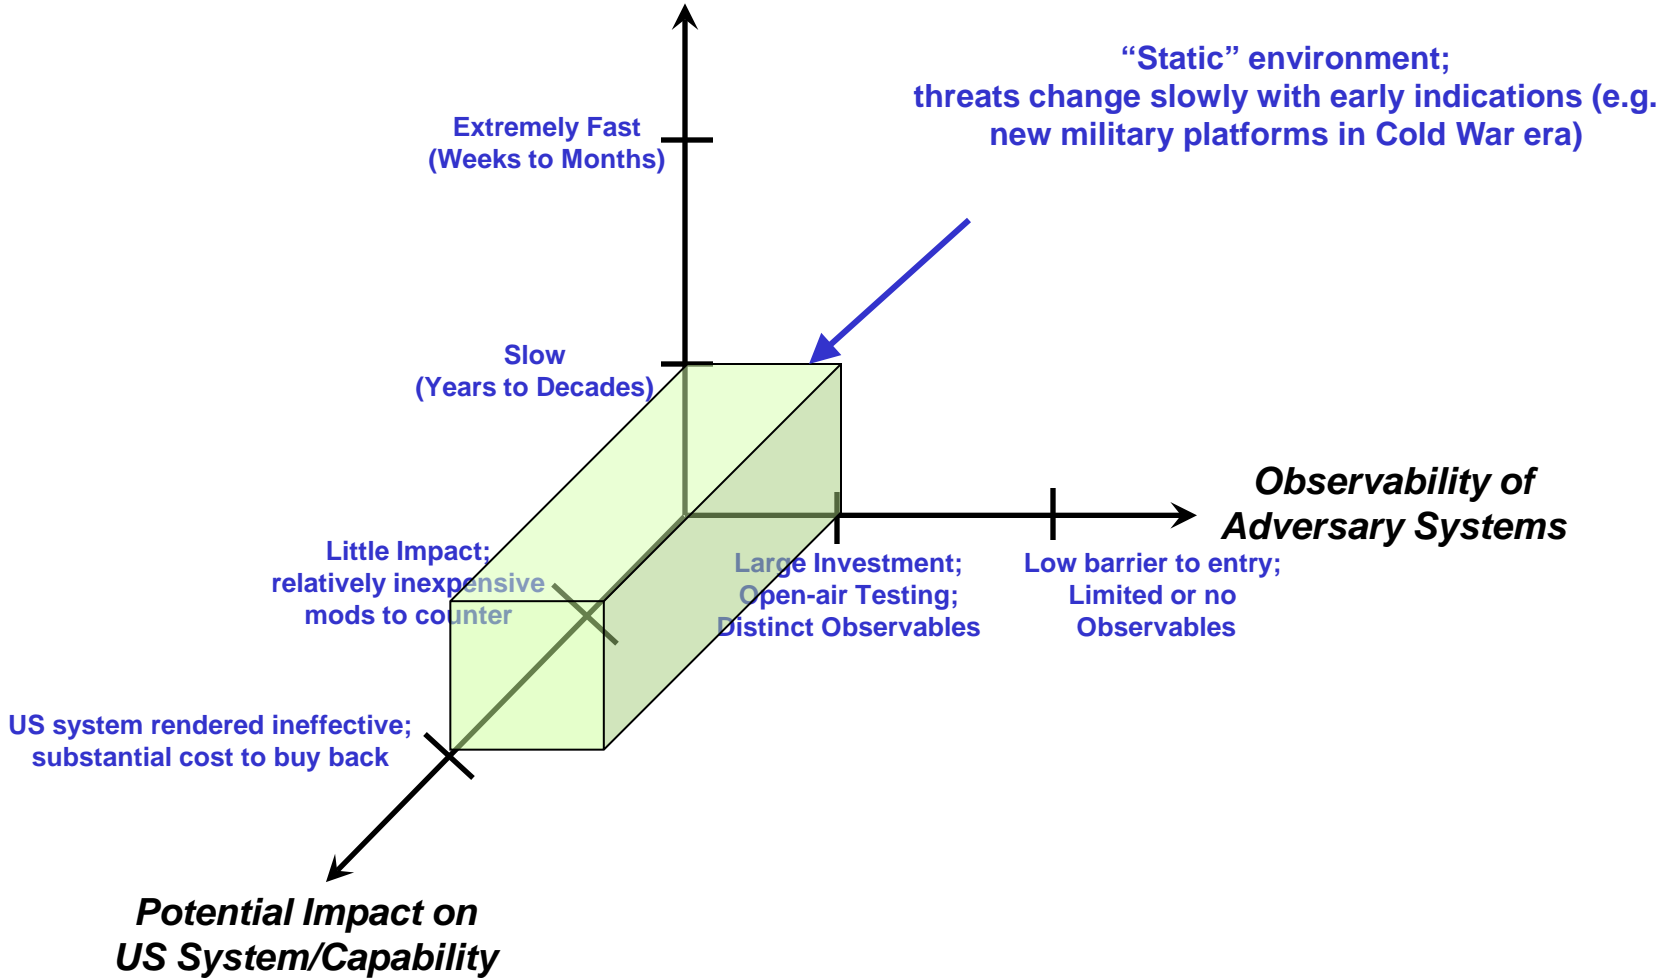 “Static” environment;
threats change slowly with early indications (e.g.
new military platforms in Cold War era)
Extremely Fast
(Weeks to Months)
Slow
(Years to Decades)
Observability of
Adversary Systems
Little Impact;
relatively inexpensive
mods to counter
Large Investment;
Open-air Testing;
Distinct Observables
Low barrier to entry;
Limited or no
Observables
US system rendered ineffective;
substantial cost to buy back
Potential Impact on
US System/Capability